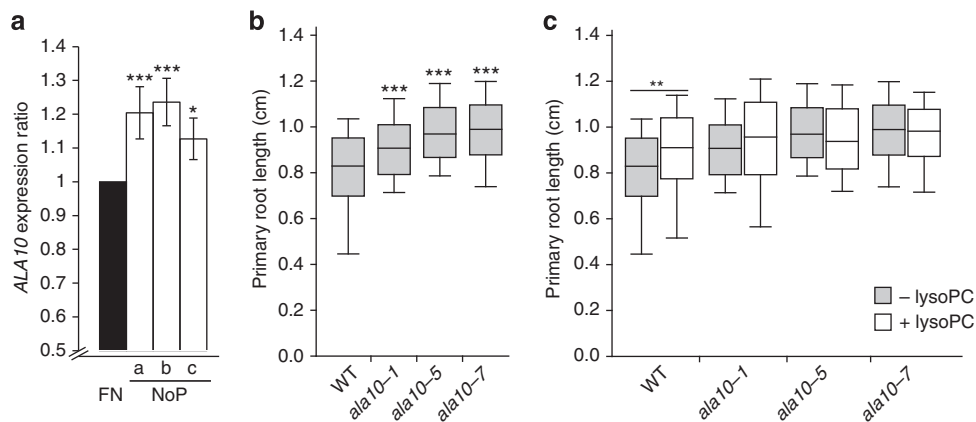 a
ALA10 expression ratio
1.4
1.3
1.2
1.1
1
0.9
0.8
0.7
0.6
0.5
***
***
*
a b c
FN NoP
b
Primary root length (cm)
1.4
1.2
1.0
0.8
0.6
0.4
0.2
0.0
***
***
***
WT
ala10–1
ala10–5
ala10–7
c
Primary root length (cm)
1.4
1.2
1.0
0.8
0.6
0.4
0.2
0.0
**
– lysoPC
+ lysoPC
WT
ala10–1
ala10–5
ala10–7